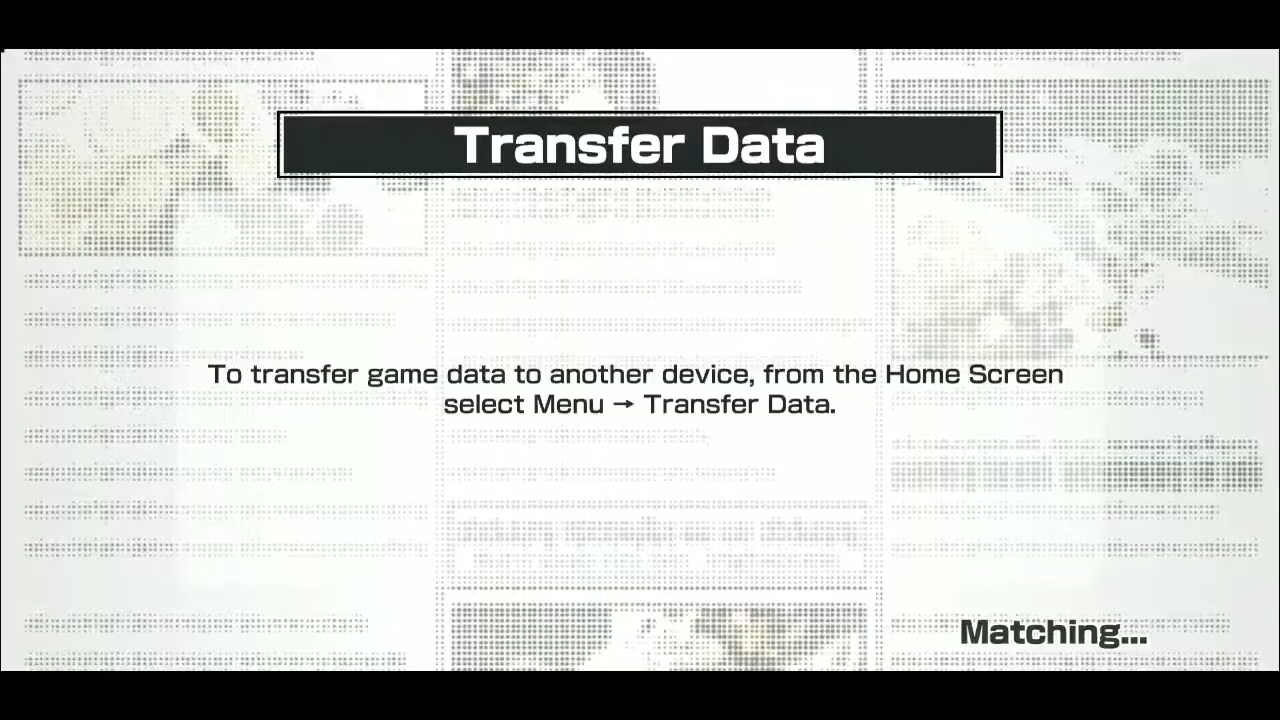 Transfer Data
To transfer game data to another device, from the Home Screen
select Menu → Transfer Data.
Matching...